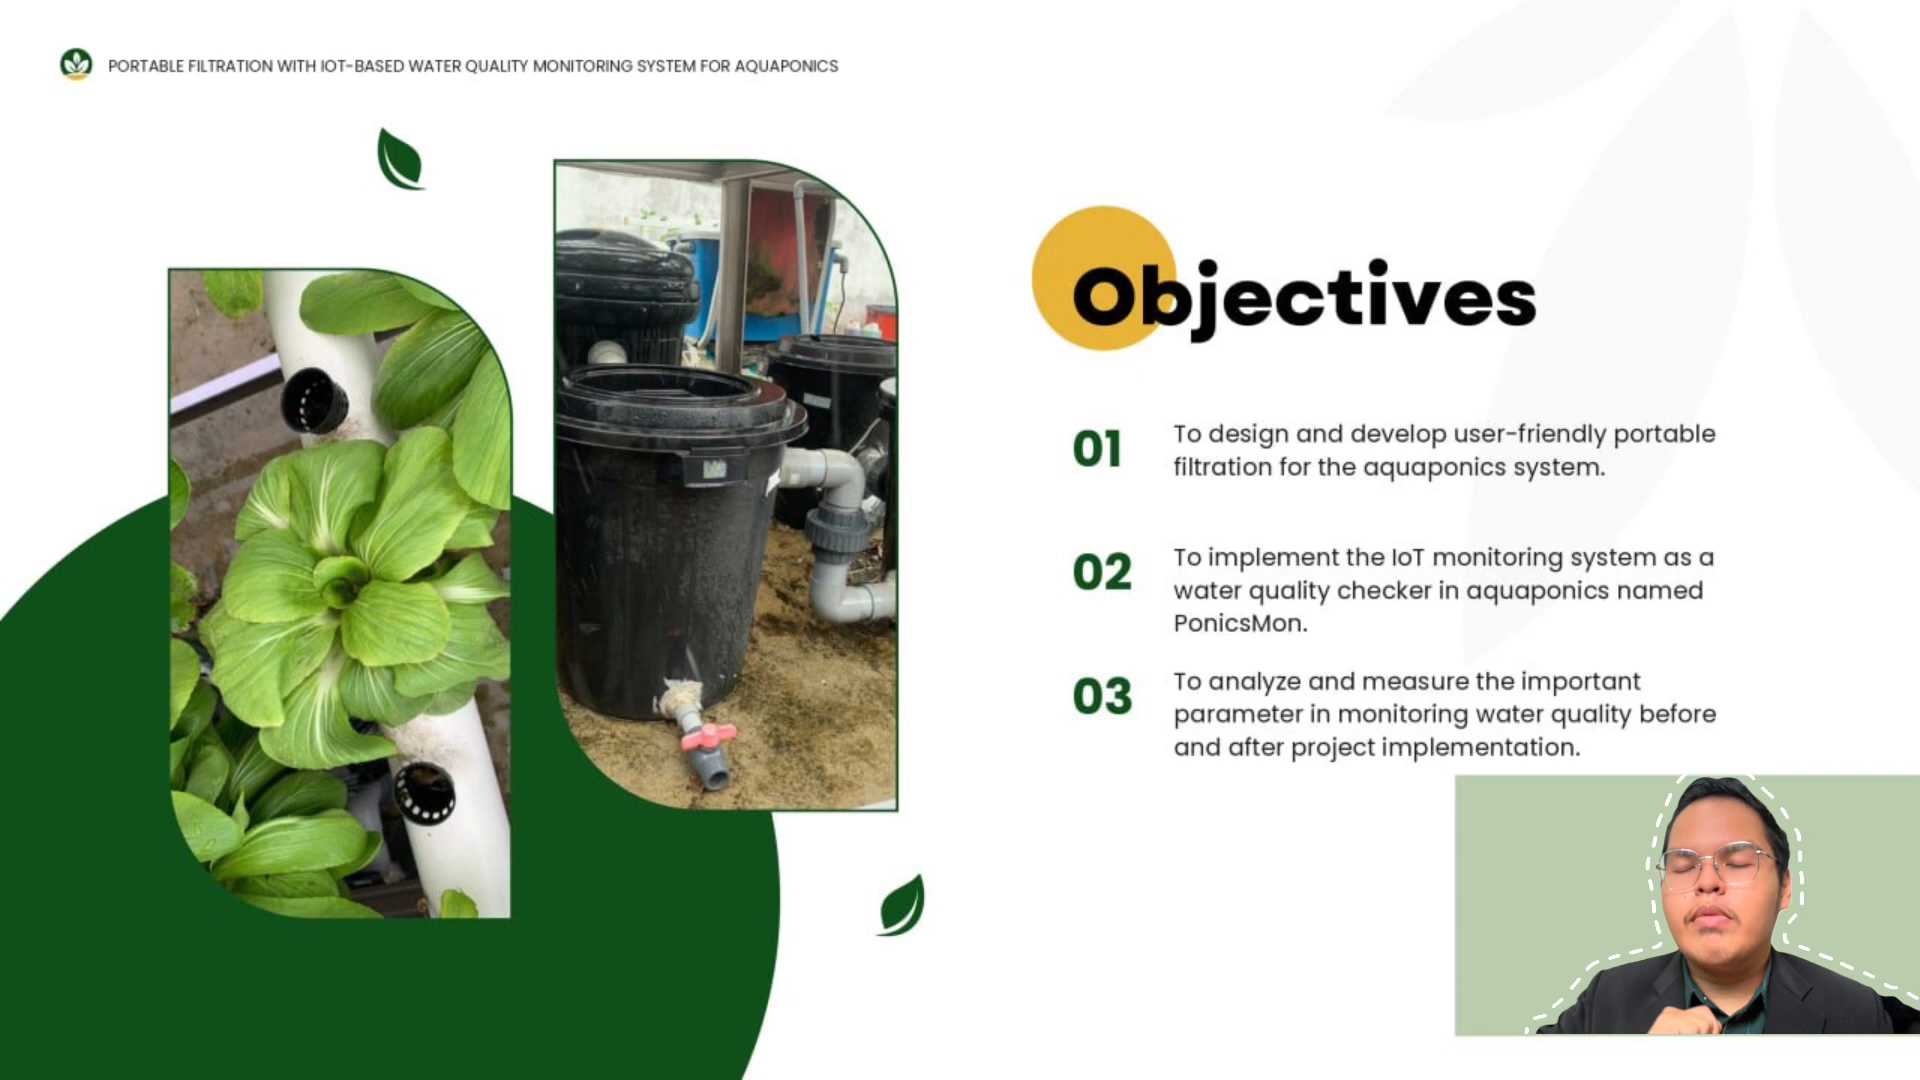 PORTABLE FILTRATION WITH IOT-BASED WATER QUALITY MONITORING SYSTEM FOR AQUAPONICS
Objectives
01
To design and develop user-friendly portable
filtration for the aquaponics system.
02
To implement the IoT monitoring system as a
water quality checker in aquaponics named
PonicsMon.
03
To analyze and measure the important
parameter in monitoring water quality before
and after project implementation.